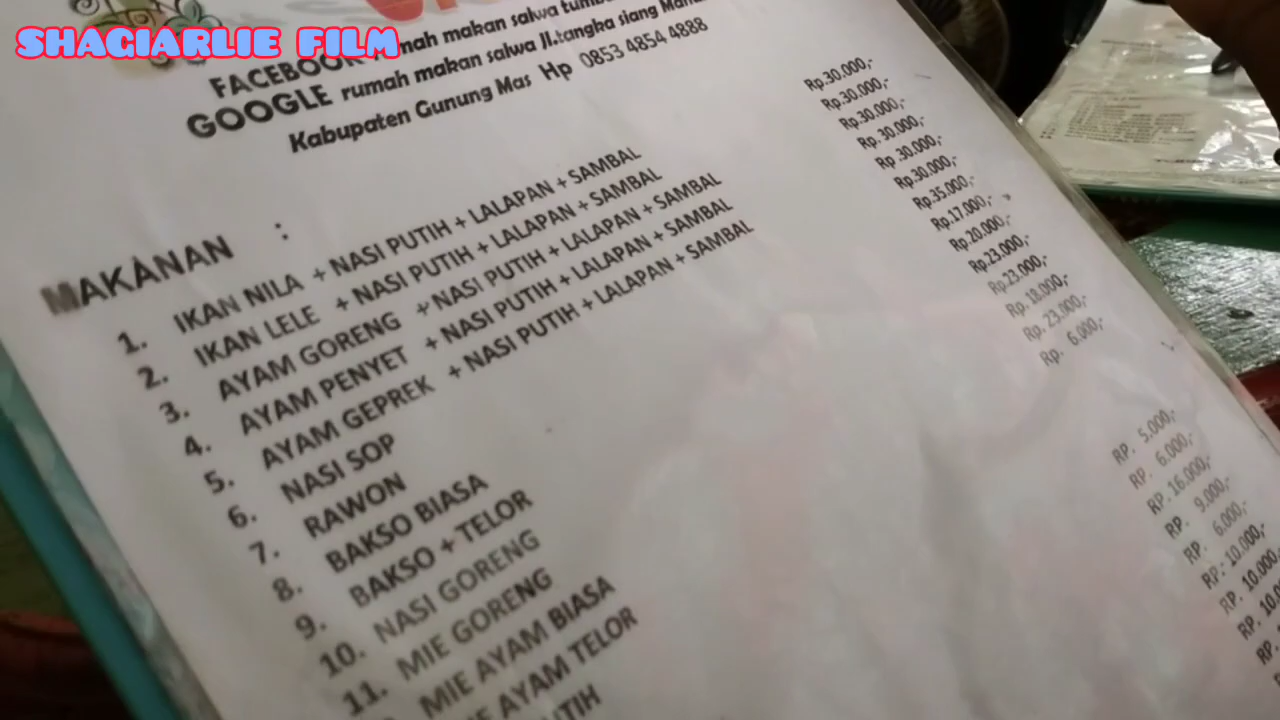 SHAGIARLIE FILM
FACEBOOK makan salwa
GOOGLE rumah makan salwa Jl.tangka siang
Kabupaten Gunung Mas Hp 0853 4854 4888
MAKANAN :
1. IKAN NILA + NASI PUTIH + LALAPAN + SAMBAL Rp.30.000,-
2. IKAN LELE + NASI PUTIH + LALAPAN + SAMBAL Rp.30.000,-
3. AYAM GORENG + NASI PUTIH + LALAPAN + SAMBAL Rp.30.000,-
4. AYAM PENYET + NASI PUTIH + LALAPAN + SAMBAL Rp.30.000,-
5. AYAM GEPREK + NASI PUTIH + LALAPAN + SAMBAL Rp.30.000,-
6. NASI SOP Rp.30.000,-
7. RAWON Rp.35.000,-
8. BAKSO BIASA Rp.17.000,-
9. BAKSO + TELOR Rp.20.000,-
10. NASI GORENG Rp.23.000,-
11. MIE GORENG Rp.23.000,-
MIE AYAM BIASA Rp. 18.000,-
AYAM TELOR Rp. 23.000,-
Rp. 6.000,-
RP. 5.000,-
RP. 6.000,-
RP. 16.000,-
RP. 9.000,-
RP. 6.000,-
RP. 10.000,-
RP. 10.000,
RP.